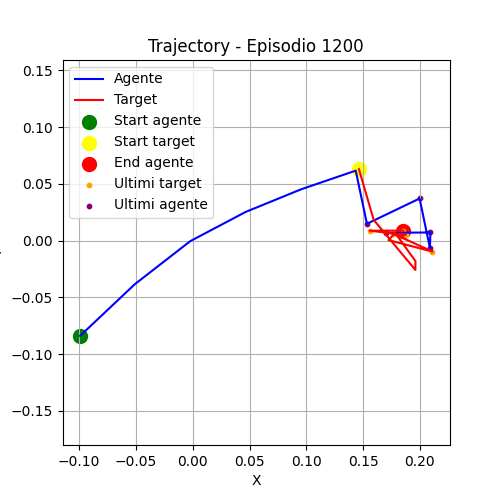 Trajectory - Episodio 1200
Agente
Target
Start agente
Start target
End agente
Ultimi target
Ultimi agente
0.15
0.10
0.05
0.00
−0.05
−0.10
−0.15
−0.10
−0.05
0.00
0.05
0.10
0.15
0.20
X